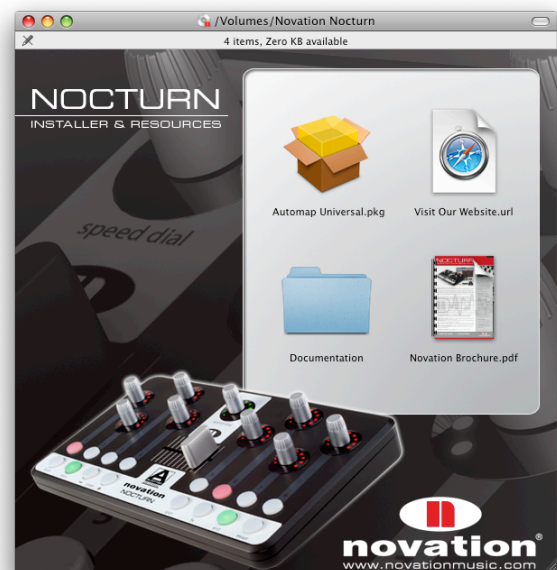 /Volumes/Novation Nocturn
4 items, Zero KB available
NOCTURN
INSTALLER & RESOURCES
Automap Universal.pkg
Visit Our Website.url
speed dial
NOCTURN
Documentation
Novation Brochure.pdf
A
novation
NOCTURN
novation®
www.novationmusic.com